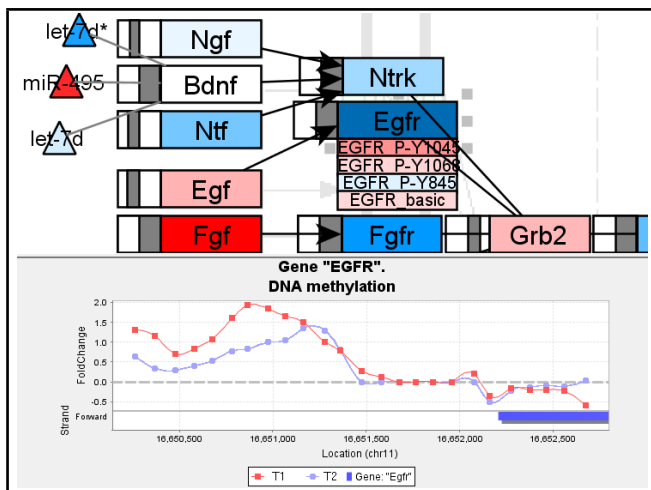 let-7d*
Ngf
miR-495
Bdnf
Ntrk
let-7d
Ntf
Egfr
EGFR_P-Y1045
EGFR_P-Y1068
EGFR_P-Y845
EGFR_basic
Egf
Fgf
Fgfr
Grb2
Gene "EGFR".
DNA methylation
FoldChange
2.0
1.5
1.0
0.5
0.0
-0.5
Strand
Forward
16,650,500
16,651,000
16,651,500
16,652,000
16,652,500
Location (chr11)
T1
T2
Gene: "Egfr"